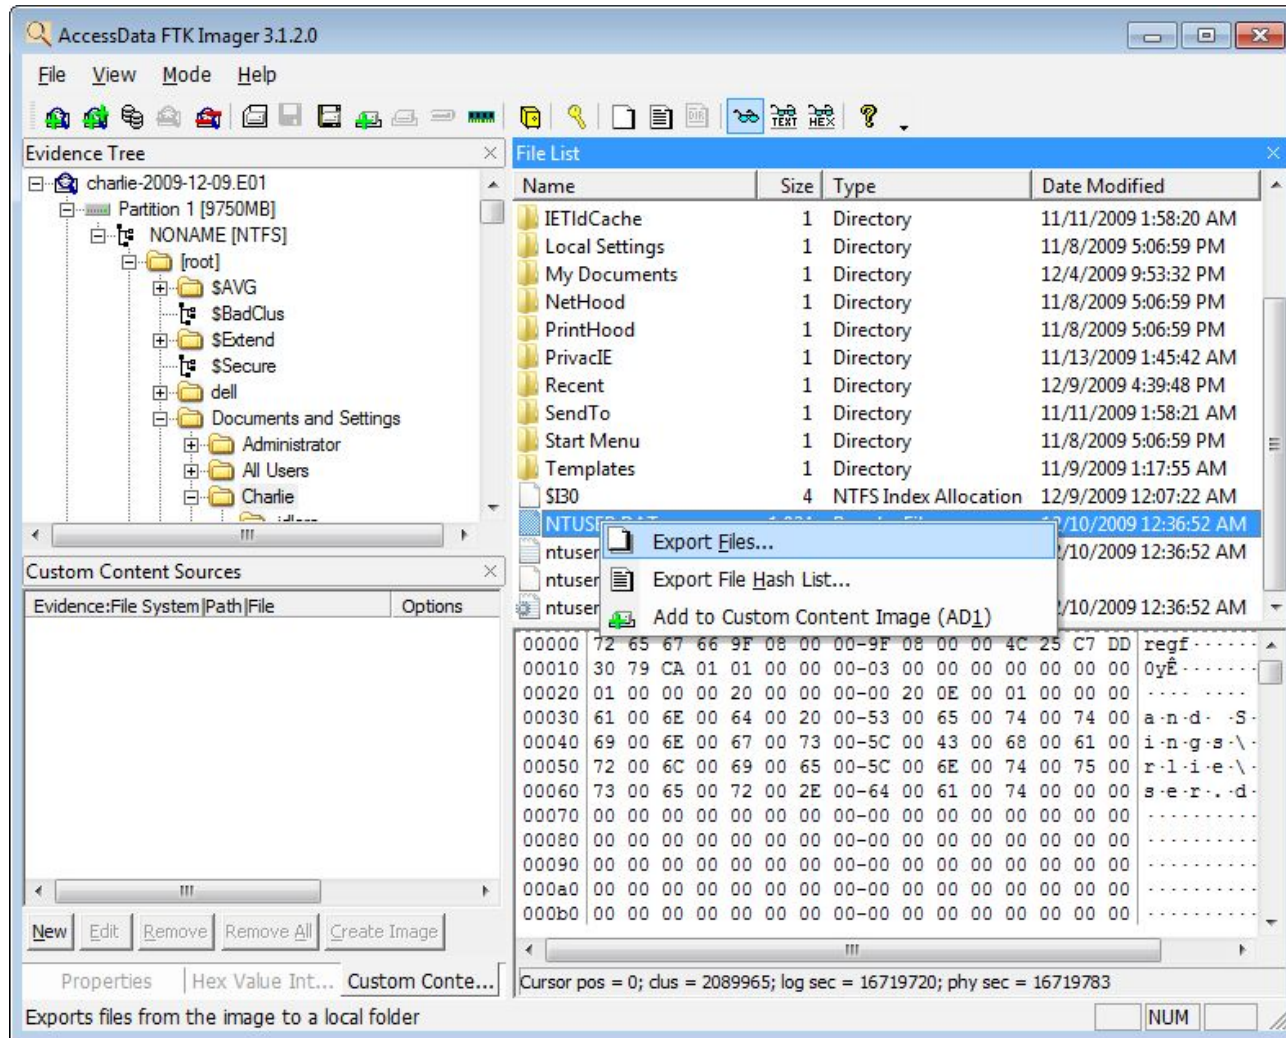 AccessData FTK Imager 3.1.2.0
File View Mode Help
DIR TEXT HEX ?
Evidence Tree
charlie-2009-12-09.E01
Partition 1 [9750MB]
NONAME [NTFS]
[root]
$AVG
$BadClus
$Extend
$Secure
dell
Documents and Settings
Administrator
All Users
Charlie
File List
Name Size Type Date Modified
IETldCache 1 Directory 11/11/2009 1:58:20 AM
Local Settings 1 Directory 11/8/2009 5:06:59 PM
My Documents 1 Directory 12/4/2009 9:53:32 PM
NetHood 1 Directory 11/8/2009 5:06:59 PM
PrintHood 1 Directory 11/8/2009 5:06:59 PM
PrivacIE 1 Directory 11/13/2009 1:45:42 AM
Recent 1 Directory 12/9/2009 4:39:48 PM
SendTo 1 Directory 11/11/2009 1:58:21 AM
Start Menu 1 Directory 11/8/2009 5:06:59 PM
Templates 1 Directory 11/9/2009 1:17:55 AM
$I30 4 NTFS Index Allocation 12/9/2009 12:07:22 AM
NTUSER.DAT /10/2009 12:36:52 AM
ntuser 2/10/2009 12:36:52 AM
ntuser
ntuser 2/10/2009 12:36:52 AM
Export Files...
Export File Hash List...
Add to Custom Content Image (AD1)
Custom Content Sources
Evidence:File System|Path|File Options
New Edit Remove Remove All Create Image
Properties Hex Value Int... Custom Conte...
00000 72 65 67 66 9F 08 00 00-9F 08 00 00 4C 25 C7 DD regf······
00010 30 79 CA 01 01 00 00 00-03 00 00 00 00 00 00 00 0yÊ·······
00020 01 00 00 00 20 00 00 00-00 20 0E 00 01 00 00 00 ···· ····
00030 61 00 6E 00 64 00 20 00-53 00 65 00 74 00 74 00 a·n·d· ·S·
00040 69 00 6E 00 67 00 73 00-5C 00 43 00 68 00 61 00 i·n·g·s·\·
00050 72 00 6C 00 69 00 65 00-5C 00 6E 00 74 00 75 00 r·l·i·e·\·
00060 73 00 65 00 72 00 2E 00-64 00 61 00 74 00 00 00 s·e·r·.·d·
00070 00 00 00 00 00 00 00 00-00 00 00 00 00 00 00 00 ··········
00080 00 00 00 00 00 00 00 00-00 00 00 00 00 00 00 00 ··········
00090 00 00 00 00 00 00 00 00-00 00 00 00 00 00 00 00 ··········
000a0 00 00 00 00 00 00 00 00-00 00 00 00 00 00 00 00 ··········
000b0 00 00 00 00 00 00 00 00-00 00 00 00 00 00 00 00 ··········
Cursor pos = 0; clus = 2089965; log sec = 16719720; phy sec = 16719783
Exports files from the image to a local folder NUM